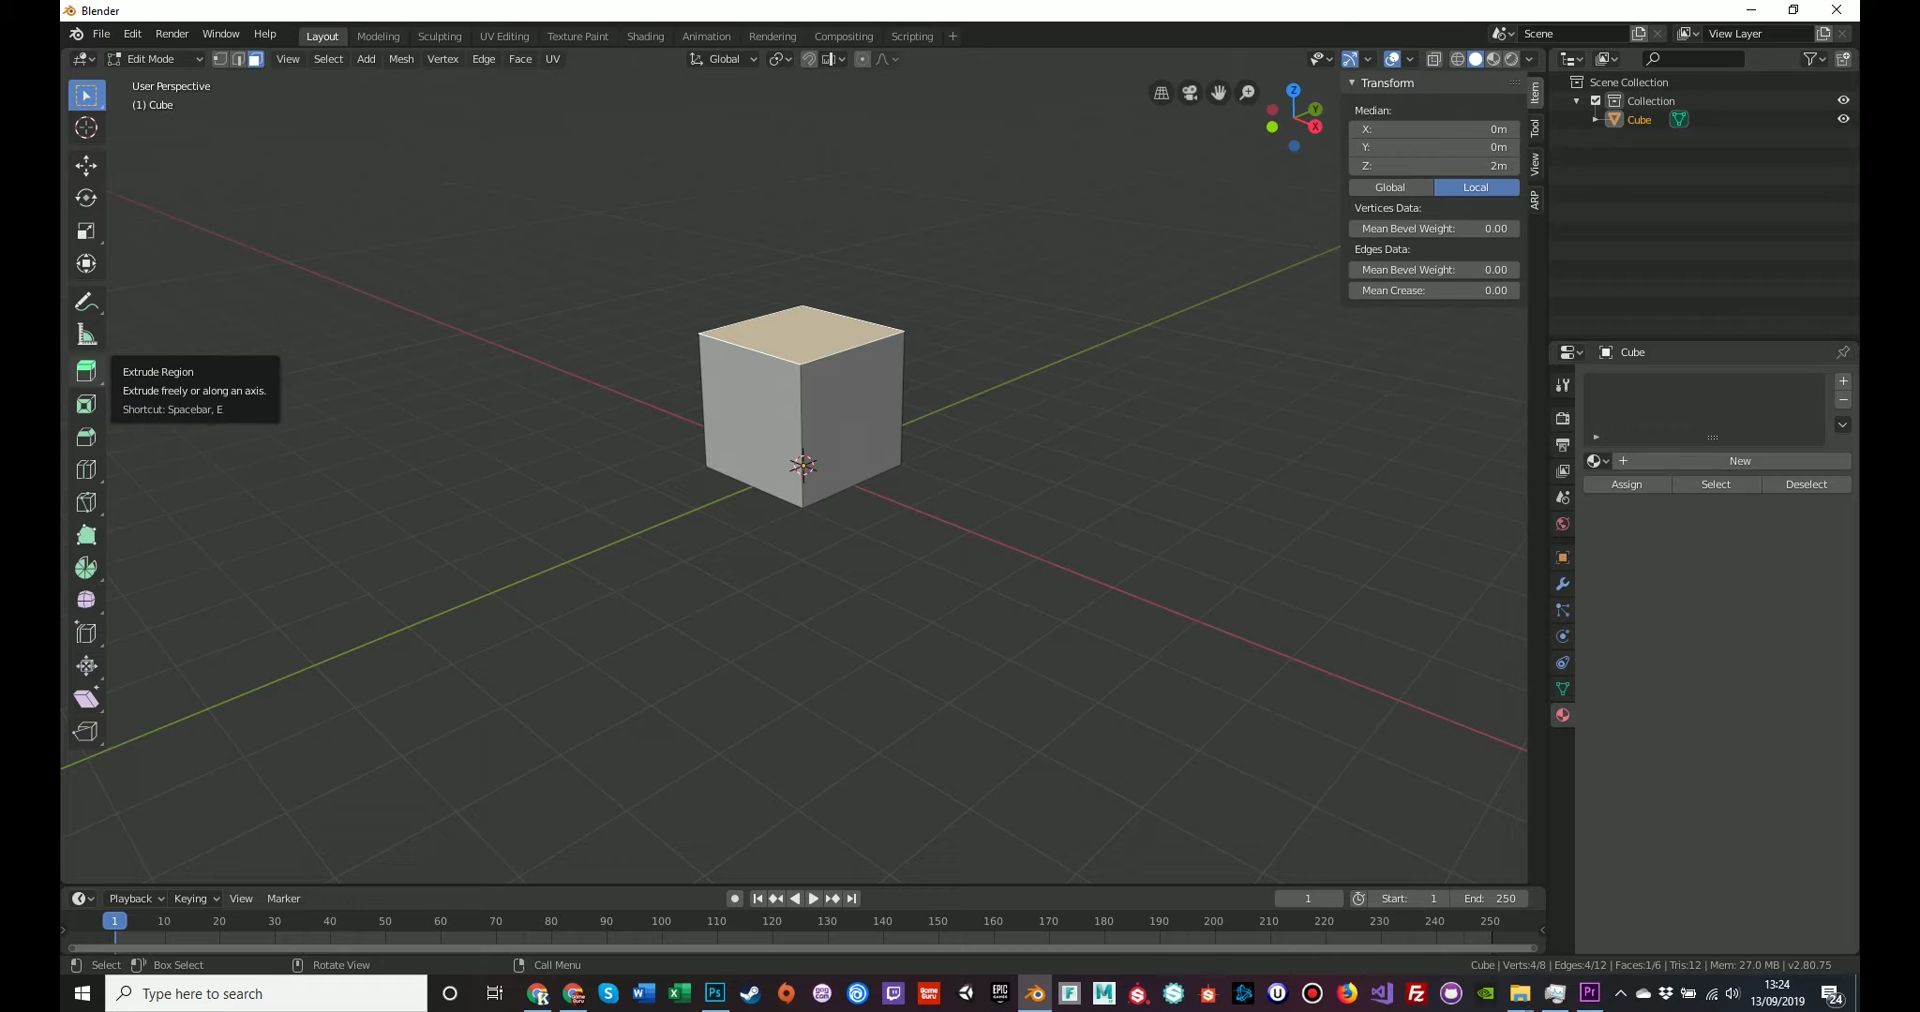 Blender
File Edit Render Window Help Layout Modeling Sculpting UV Editing Texture Paint Shading Animation Rendering Compositing Scripting + Scene View Layer
Edit Mode View Select Add Mesh Vertex Edge Face UV Global
User Perspective
(1) Cube
Extrude Region
Extrude freely or along an axis.
Shortcut: Spacebar, E
Z
Y
X
Transform
Median:
X: 0m
Y: 0m
Z: 2m
Global Local
Vertices Data:
Mean Bevel Weight: 0.00
Edges Data:
Mean Bevel Weight: 0.00
Mean Crease: 0.00
Item
Tool
View
ARP
Scene Collection
Collection
Cube
Cube
+ New
Assign Select Deselect
Playback Keying View Marker 1 Start: 1 End: 250
1 10 20 30 40 50 60 70 80 90 100 110 120 130 140 150 160 170 180 190 200 210 220 230 240 250
Select Box Select Rotate View Call Menu Cube | Verts:4/8 | Edges:4/12 | Faces:1/6 | Tris:12 | Mem: 27.0 MB | v2.80.75
Type here to search
13:24
13/09/2019
24